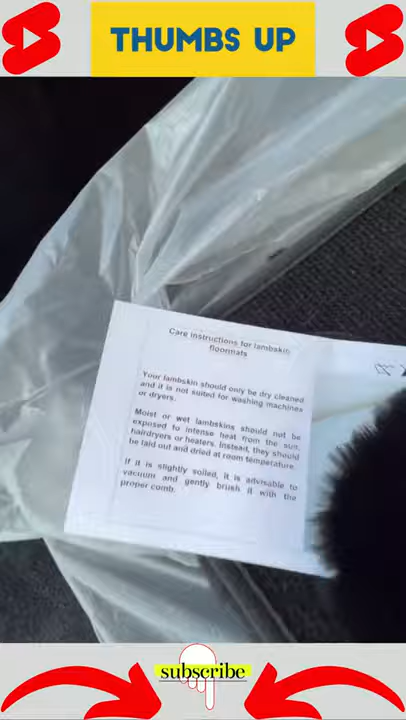 THUMBS UP
Care instructions for lambskin
floormats
Your lambskin should only be dry cleaned
and it is not suited for washing machines
or dryers.
Moist or wet lambskins should not be
exposed to intense heat from the sun,
hairdryers or heaters. Instead, they should
be laid out and dried at room temperature.
If it is slightly soiled, it is advisable to
vacuum and gently brush it with the
proper comb.
subscribe